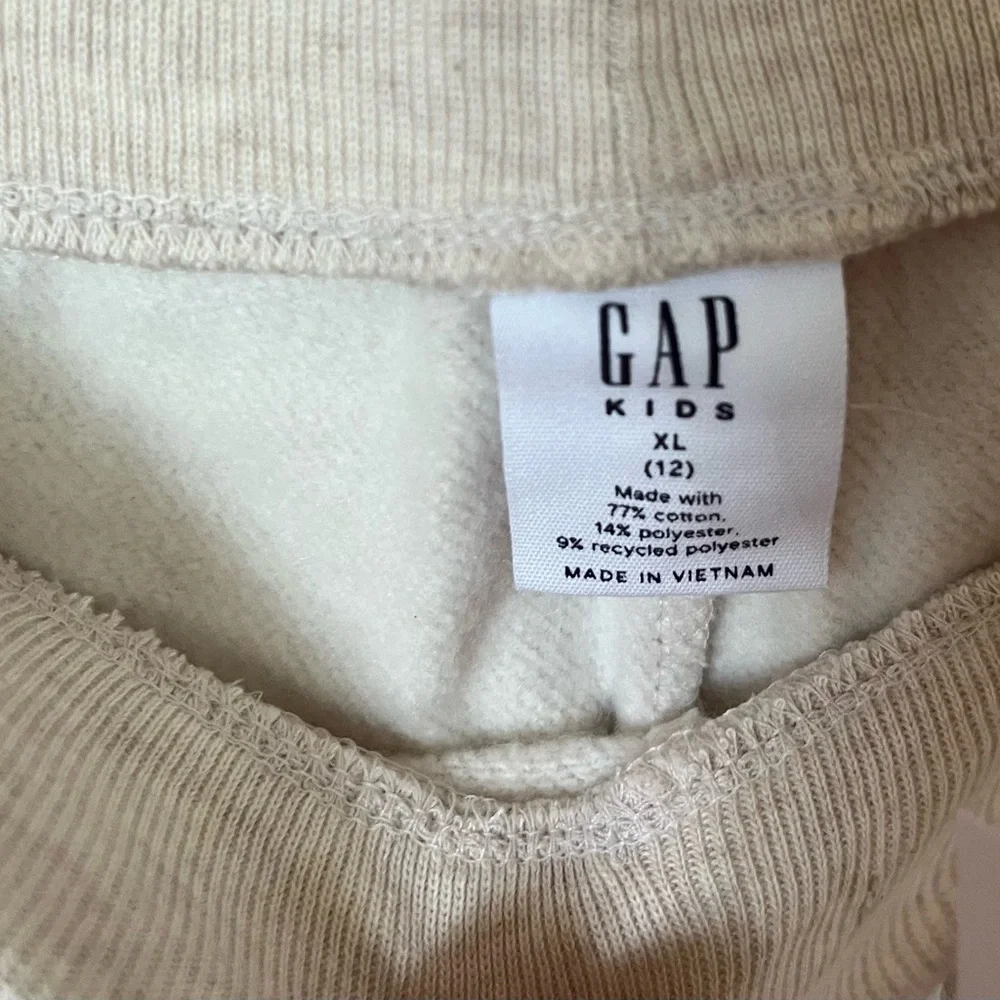 GAP
KIDS
XL
(12)
Made with
77% cotton,
14% polyester,
9% recycled polyester
MADE IN VIETNAM